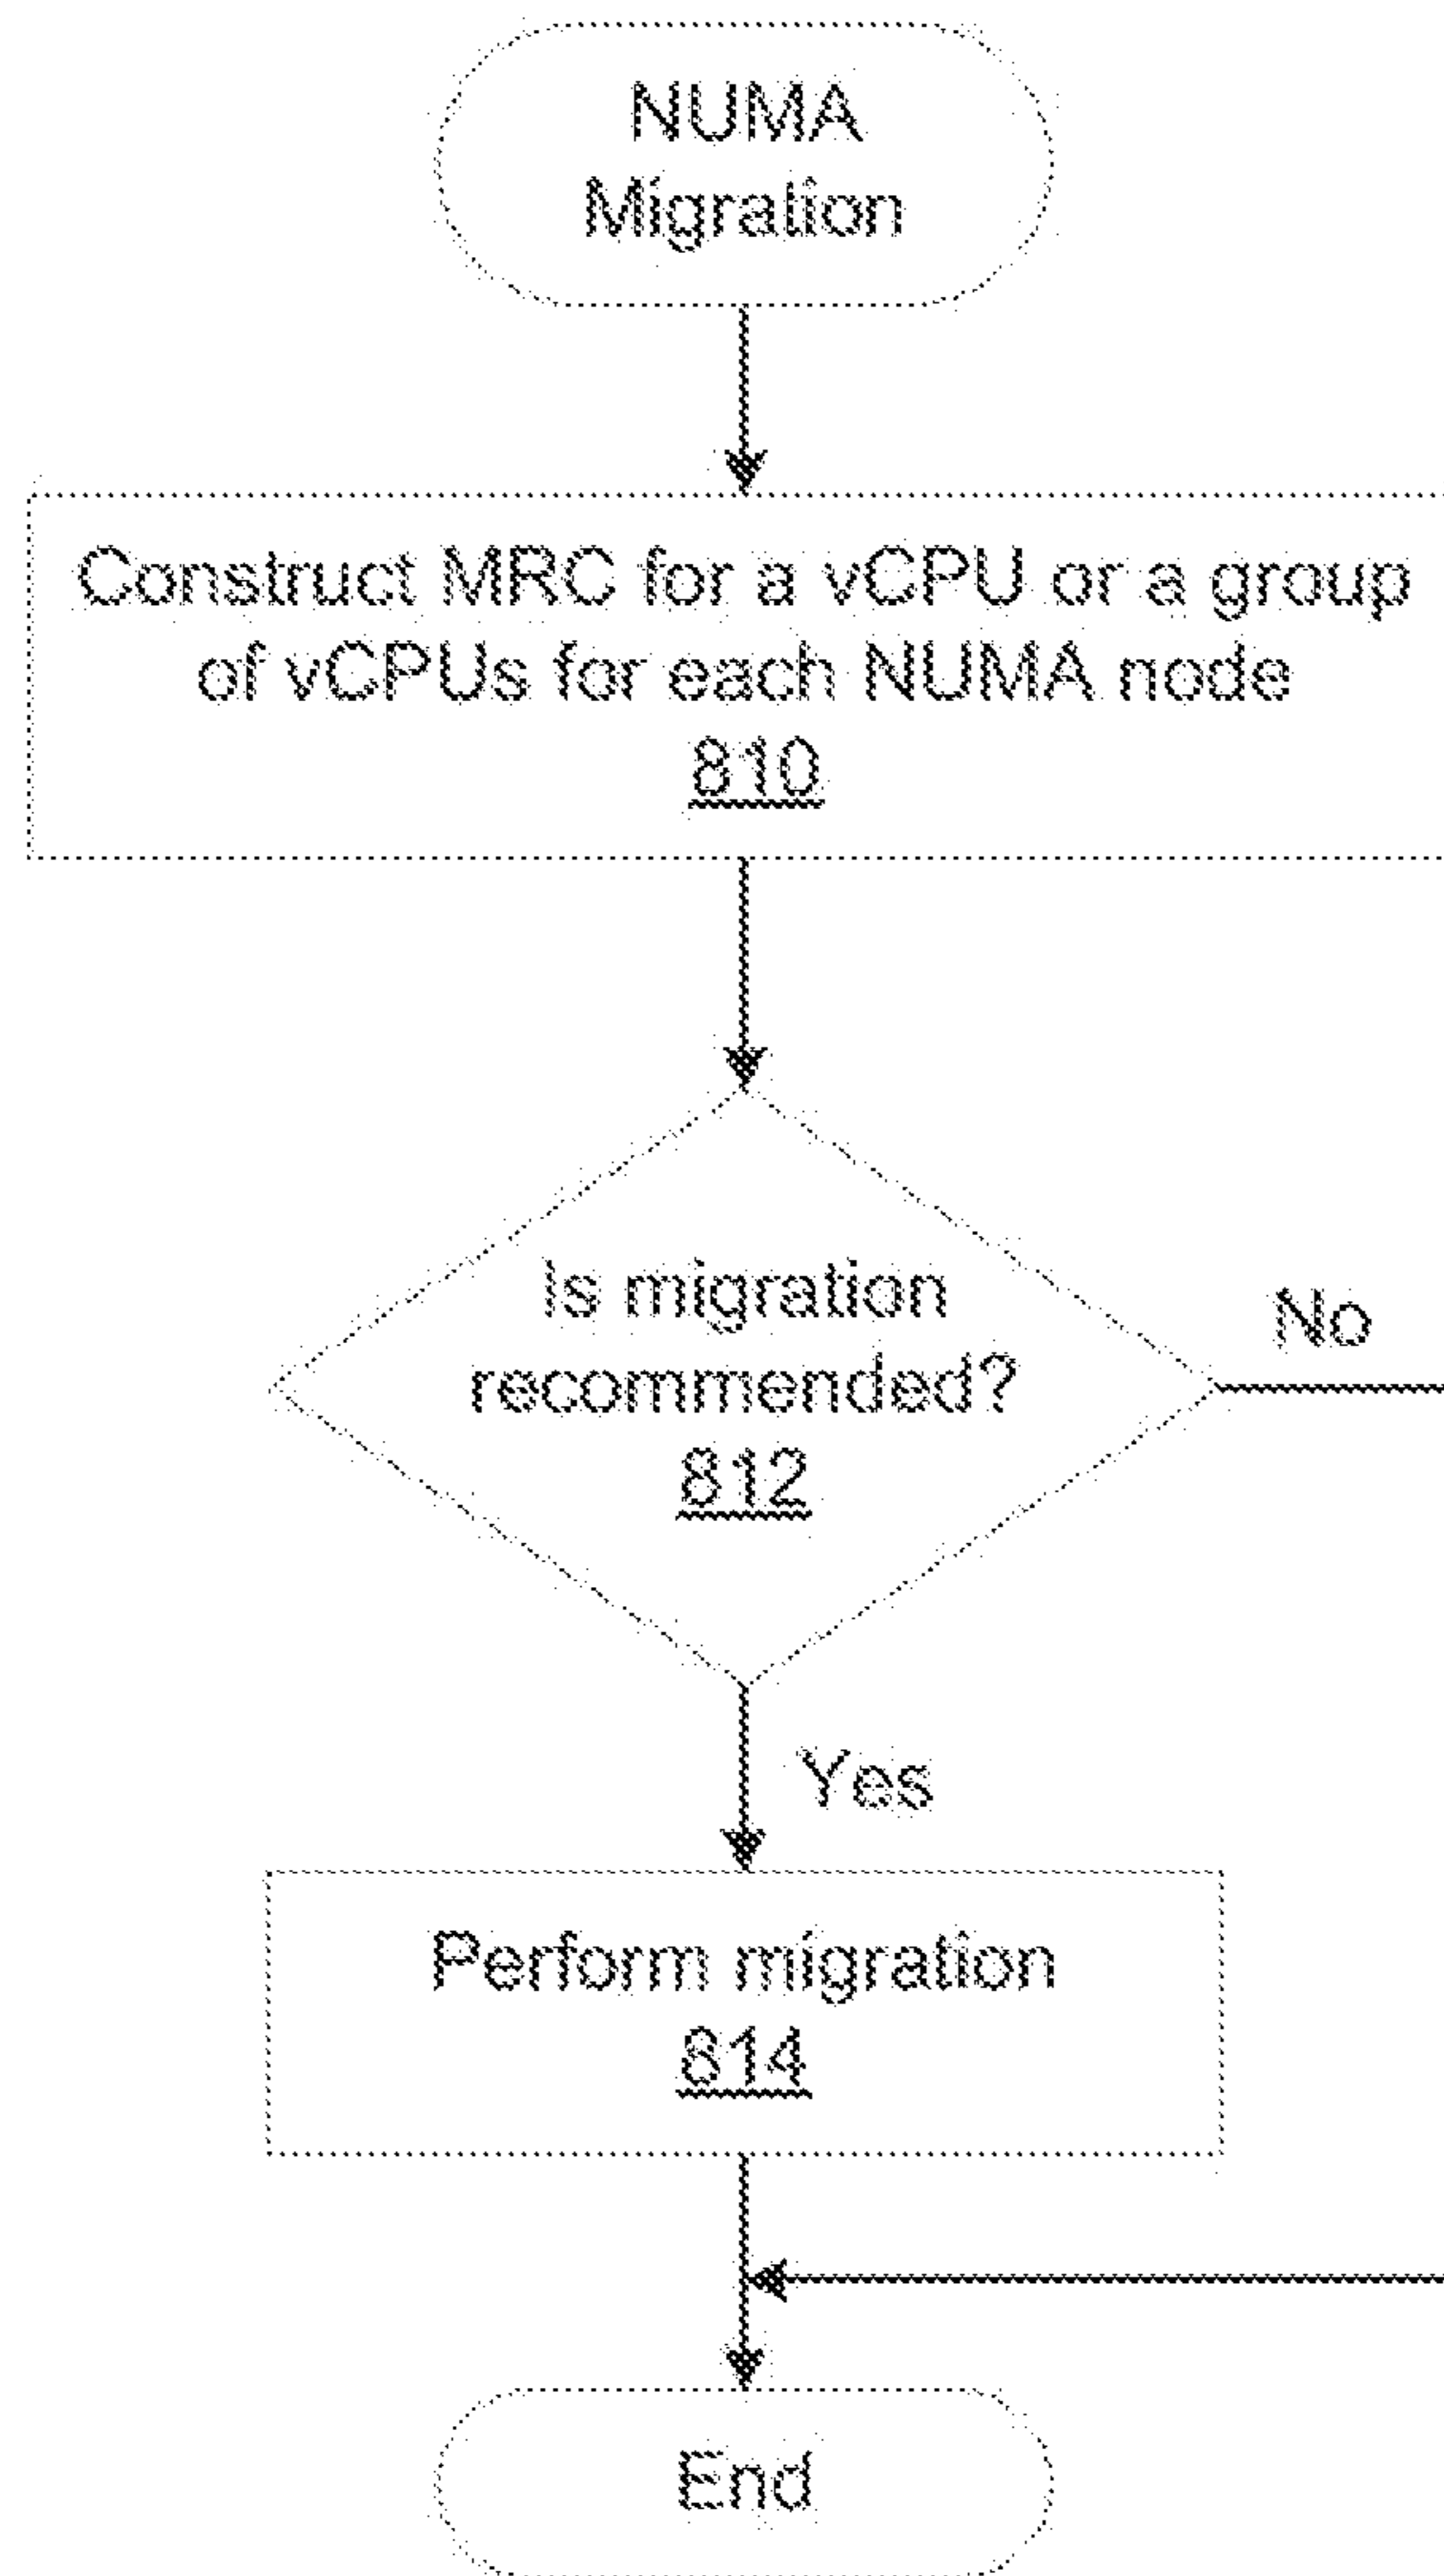 NUMA
Migration
Construct MRC for a vCPU or a group
of vCPUs for each NUMA node
810
Is migration
recommended?
812
No
Yes
Perform migration
814
End